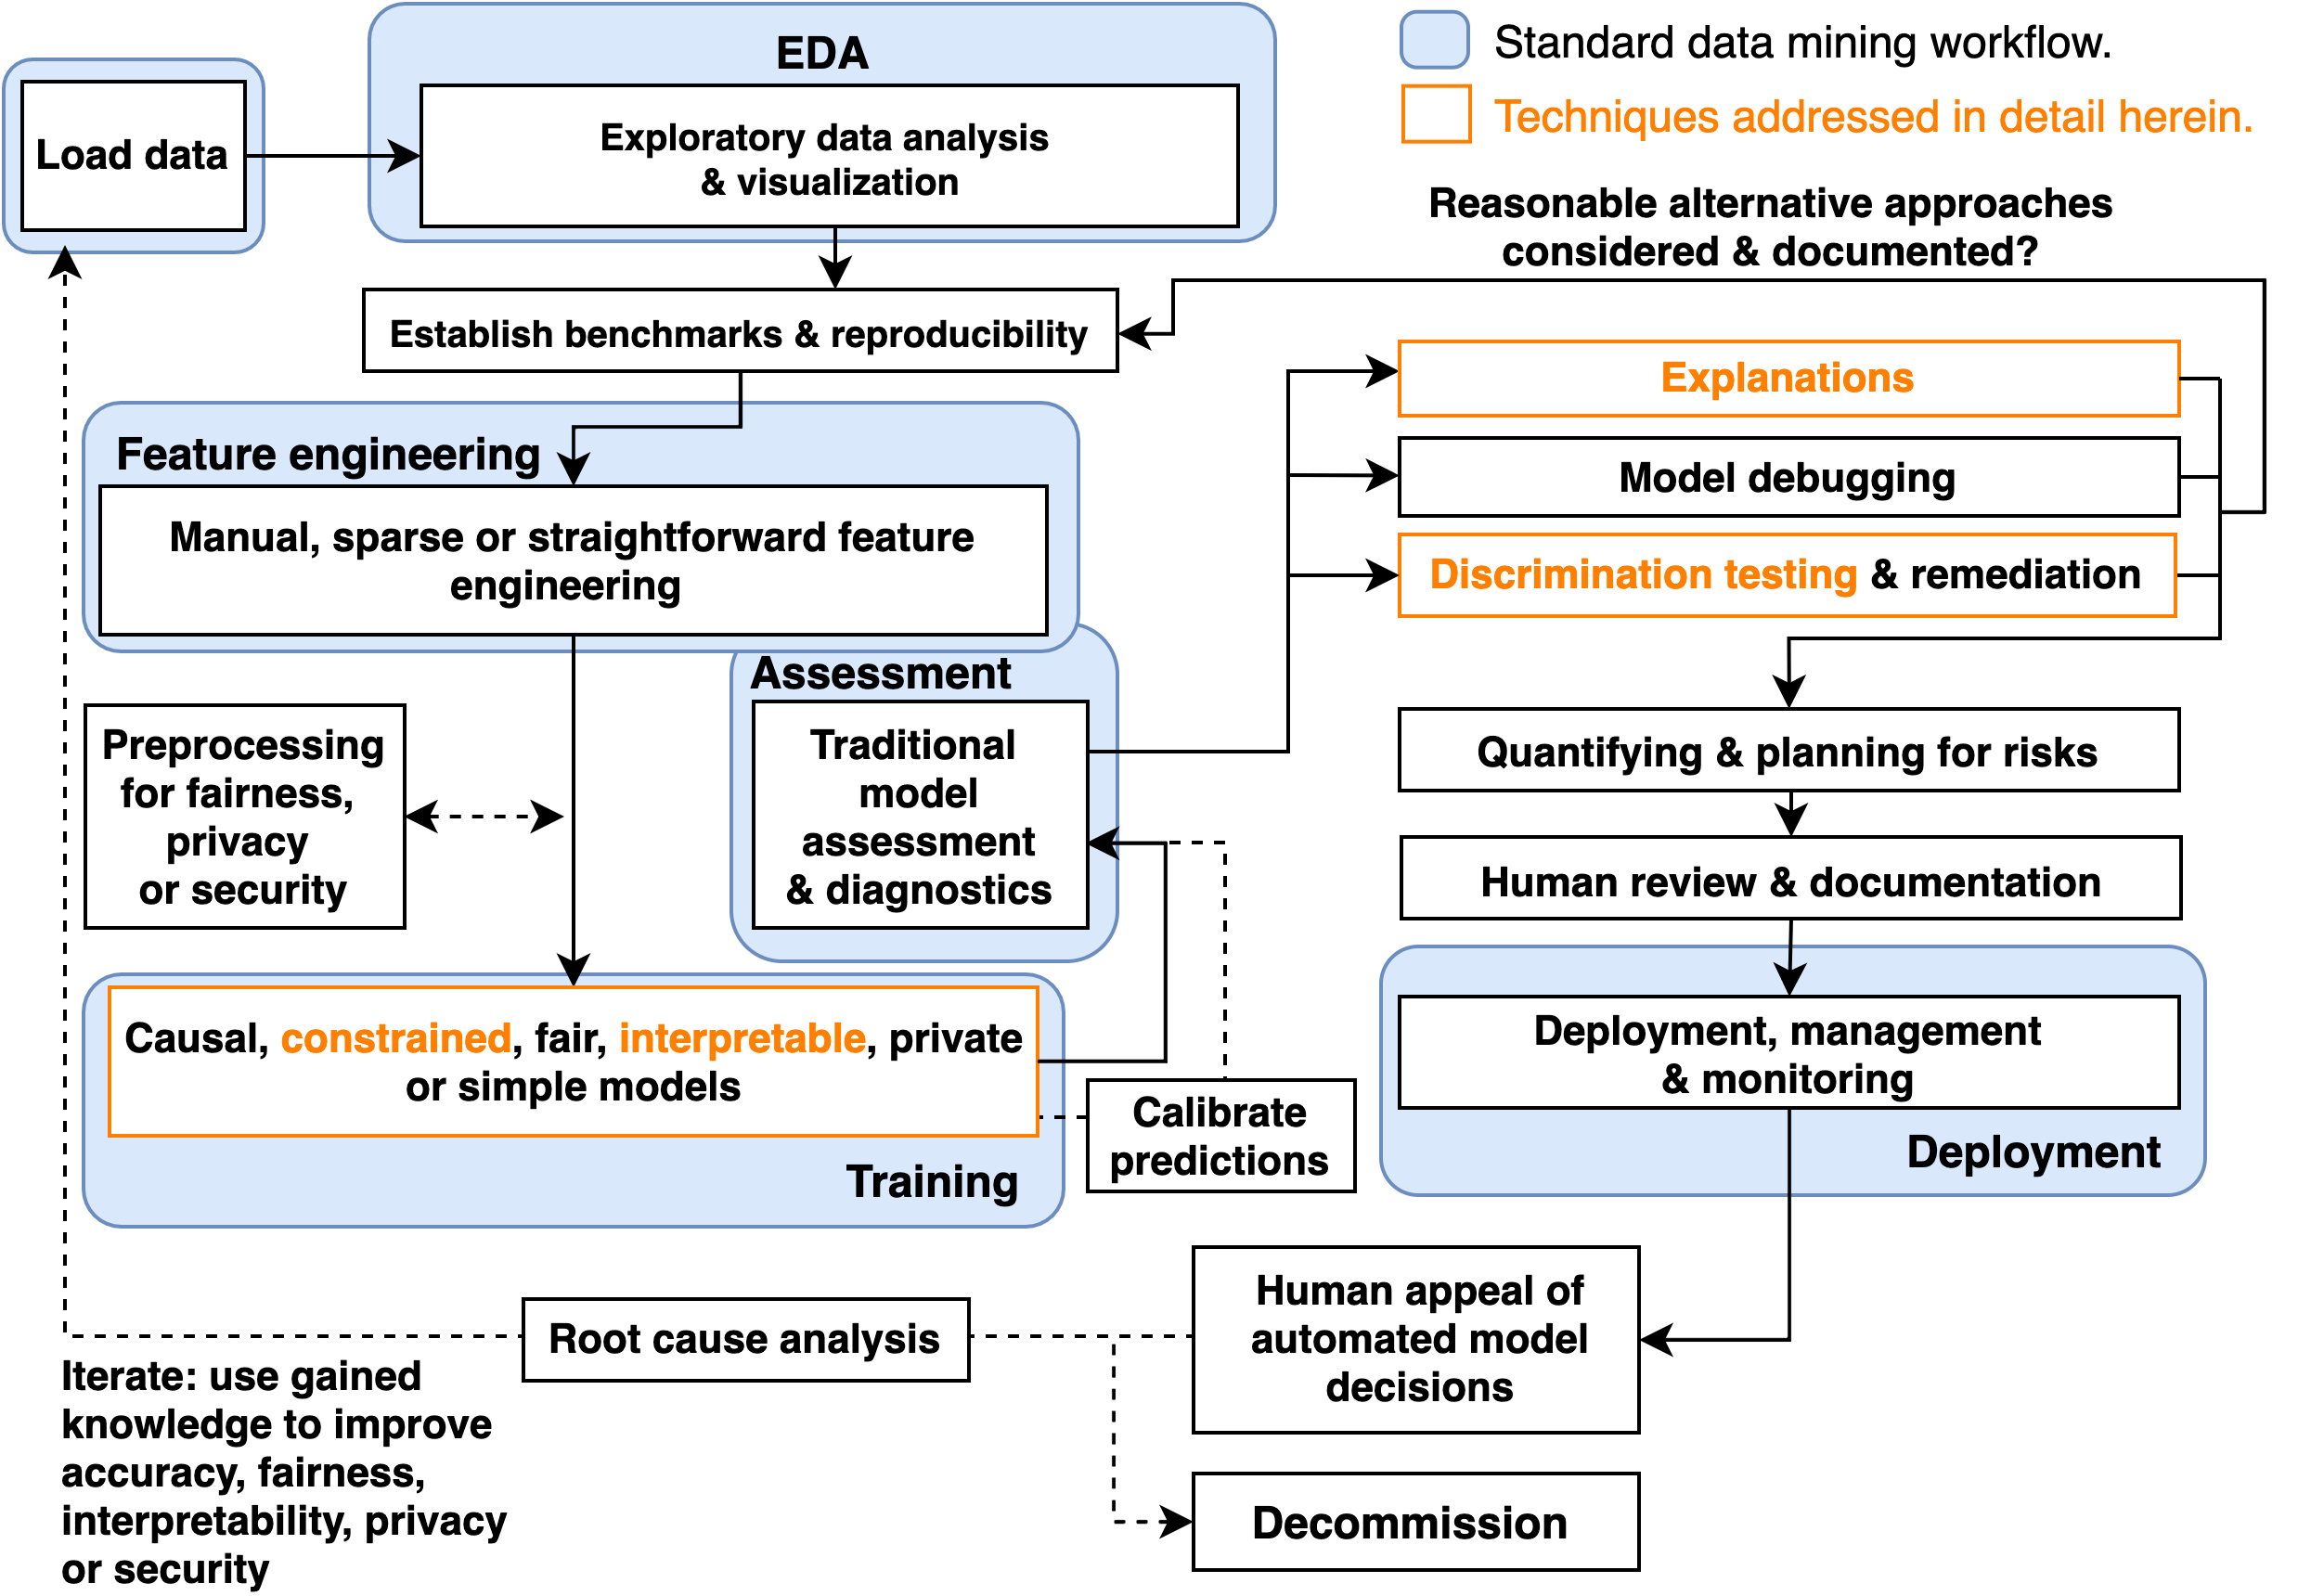 EDA
Load data
Exploratory data analysis
& visualization
Standard data mining workflow.
Techniques addressed in detail herein.
Reasonable alternative approaches
considered & documented?
Establish benchmarks & reproducibility
Feature engineering
Manual, sparse or straightforward feature
engineering
Assessment
Traditional
model
assessment
& diagnostics
Preprocessing
for fairness,
privacy
or security
Causal, constrained, fair, interpretable, private
or simple models
Training
Calibrate
predictions
Explanations
Model debugging
Discrimination testing & remediation
Quantifying & planning for risks
Human review & documentation
Deployment, management
& monitoring
Deployment
Human appeal of
automated model
decisions
Root cause analysis
Decommission
Iterate: use gained
knowledge to improve
accuracy, fairness,
interpretability, privacy
or security